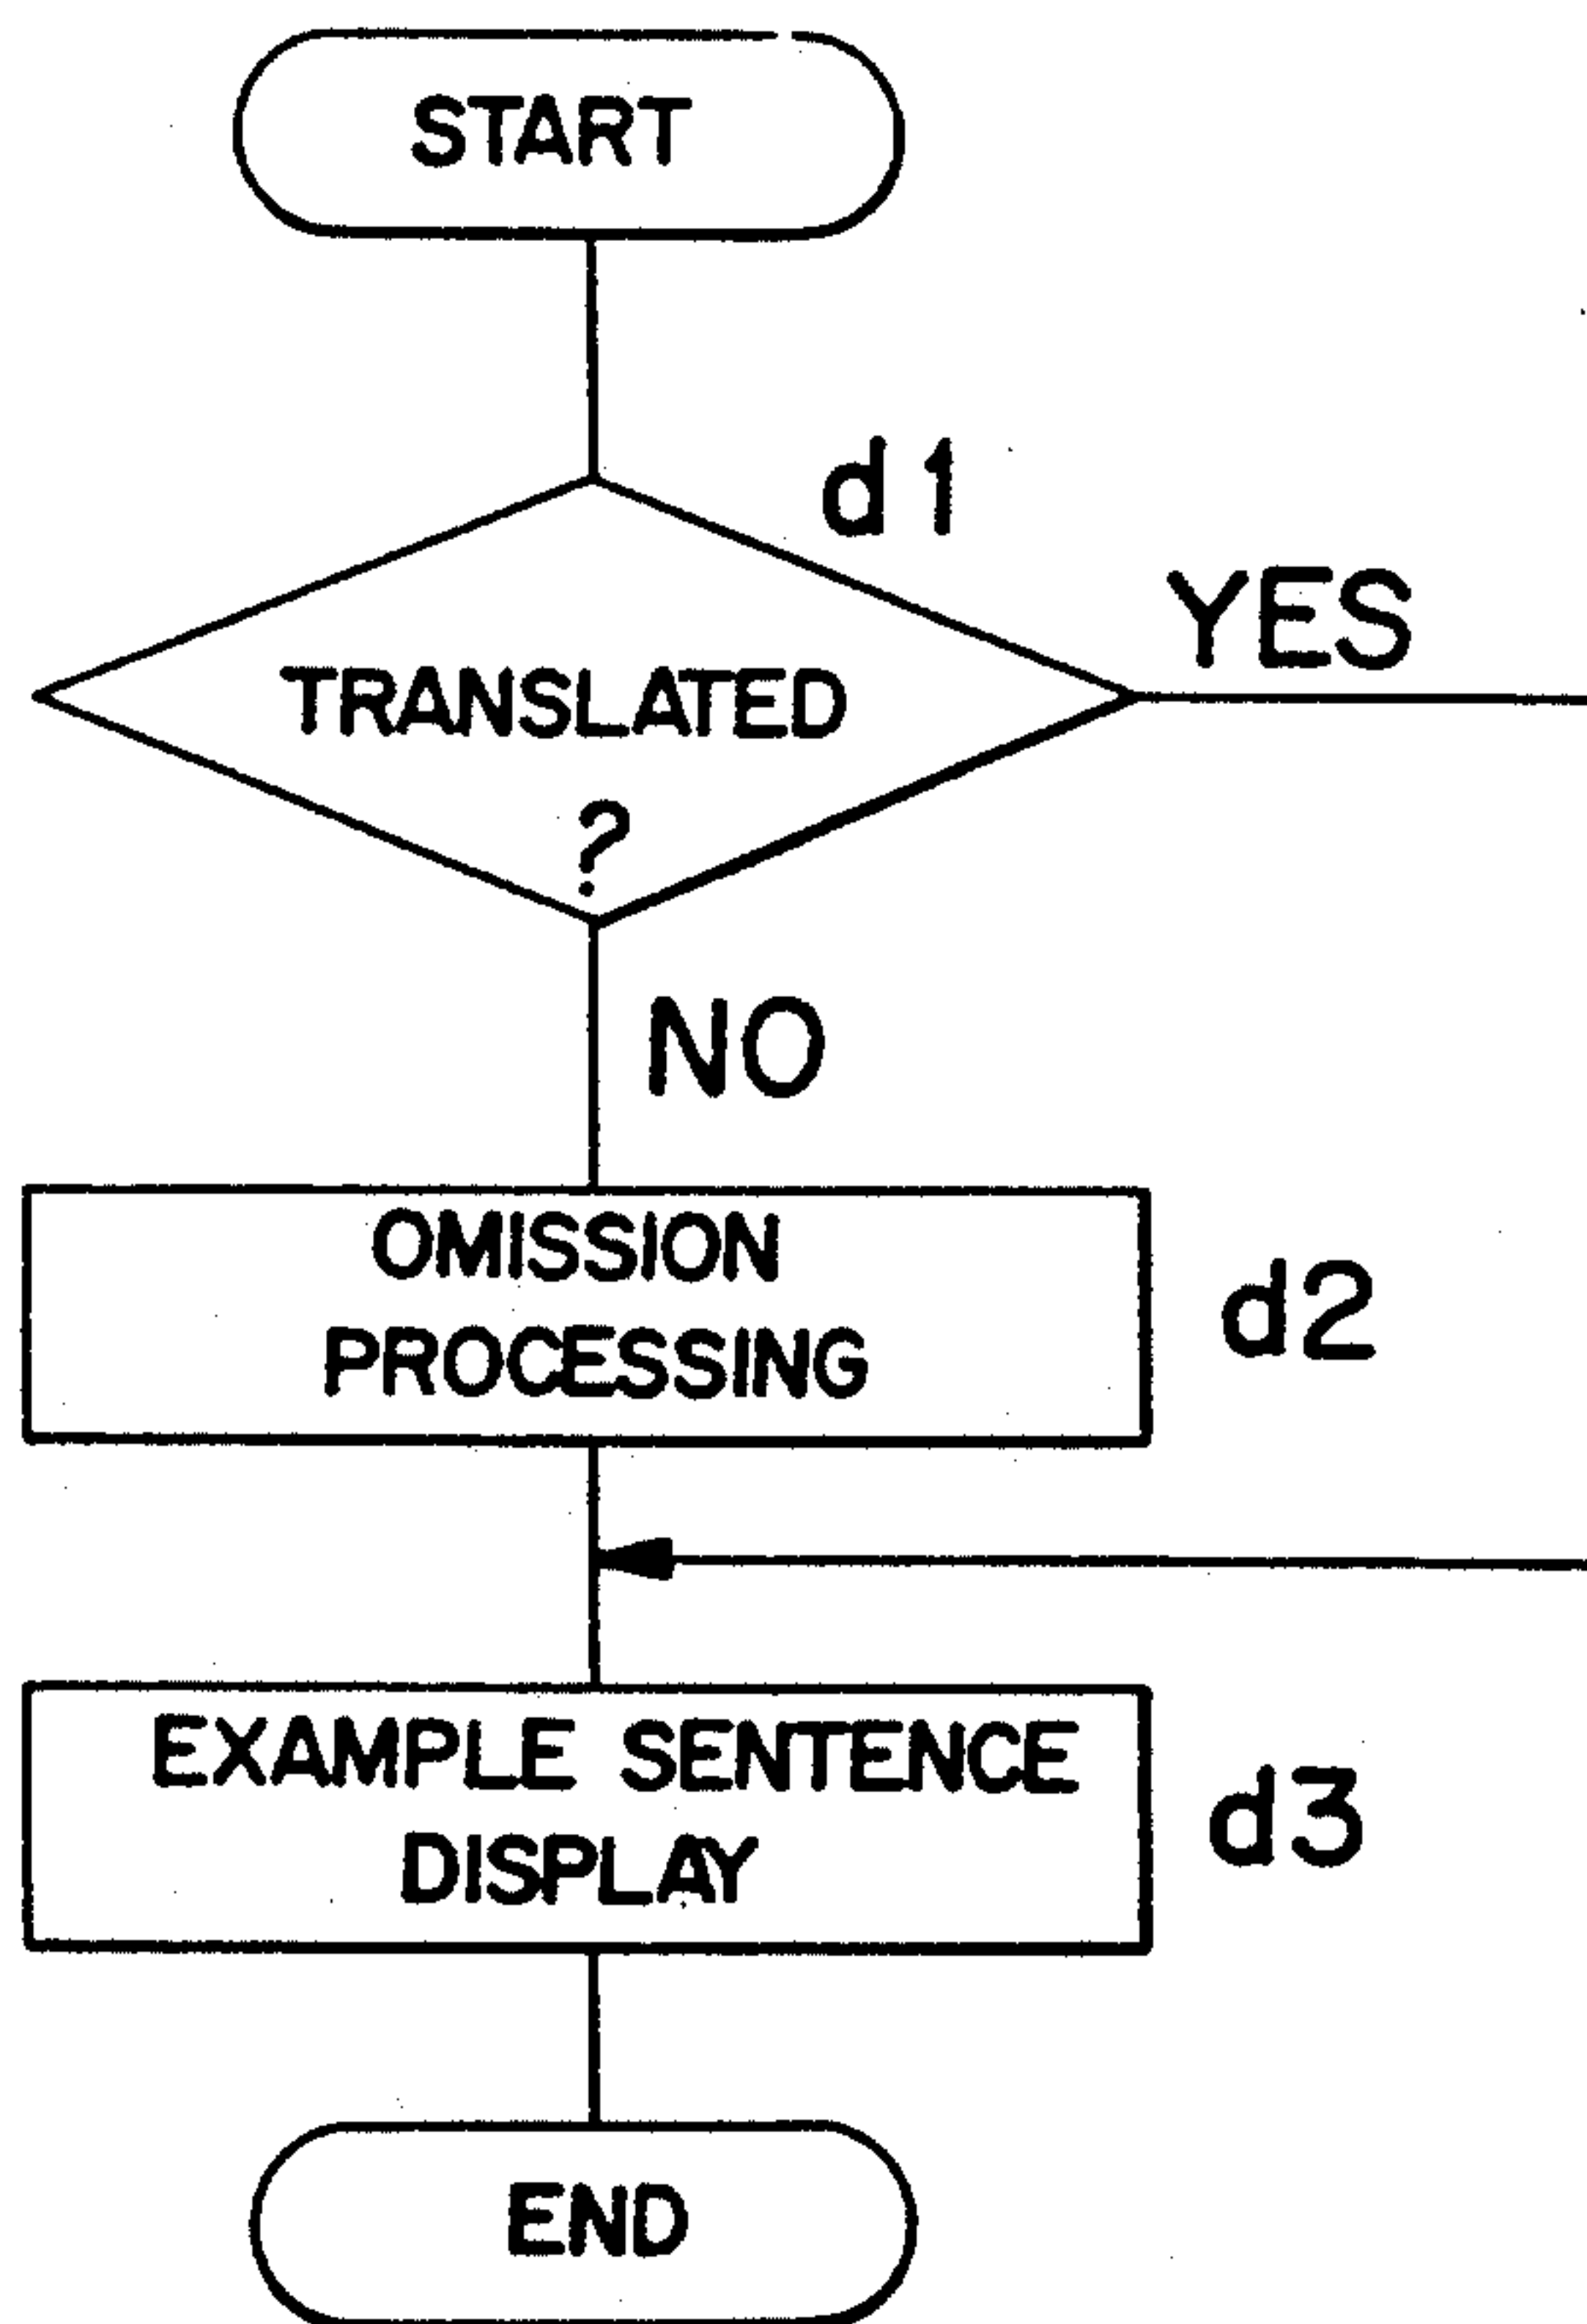 START
d1
YES
TRANSLATED
?
NO
OMISSION
PROCESSING
d2
EXAMPLE SENTENCE
DISPLAY
d3
END